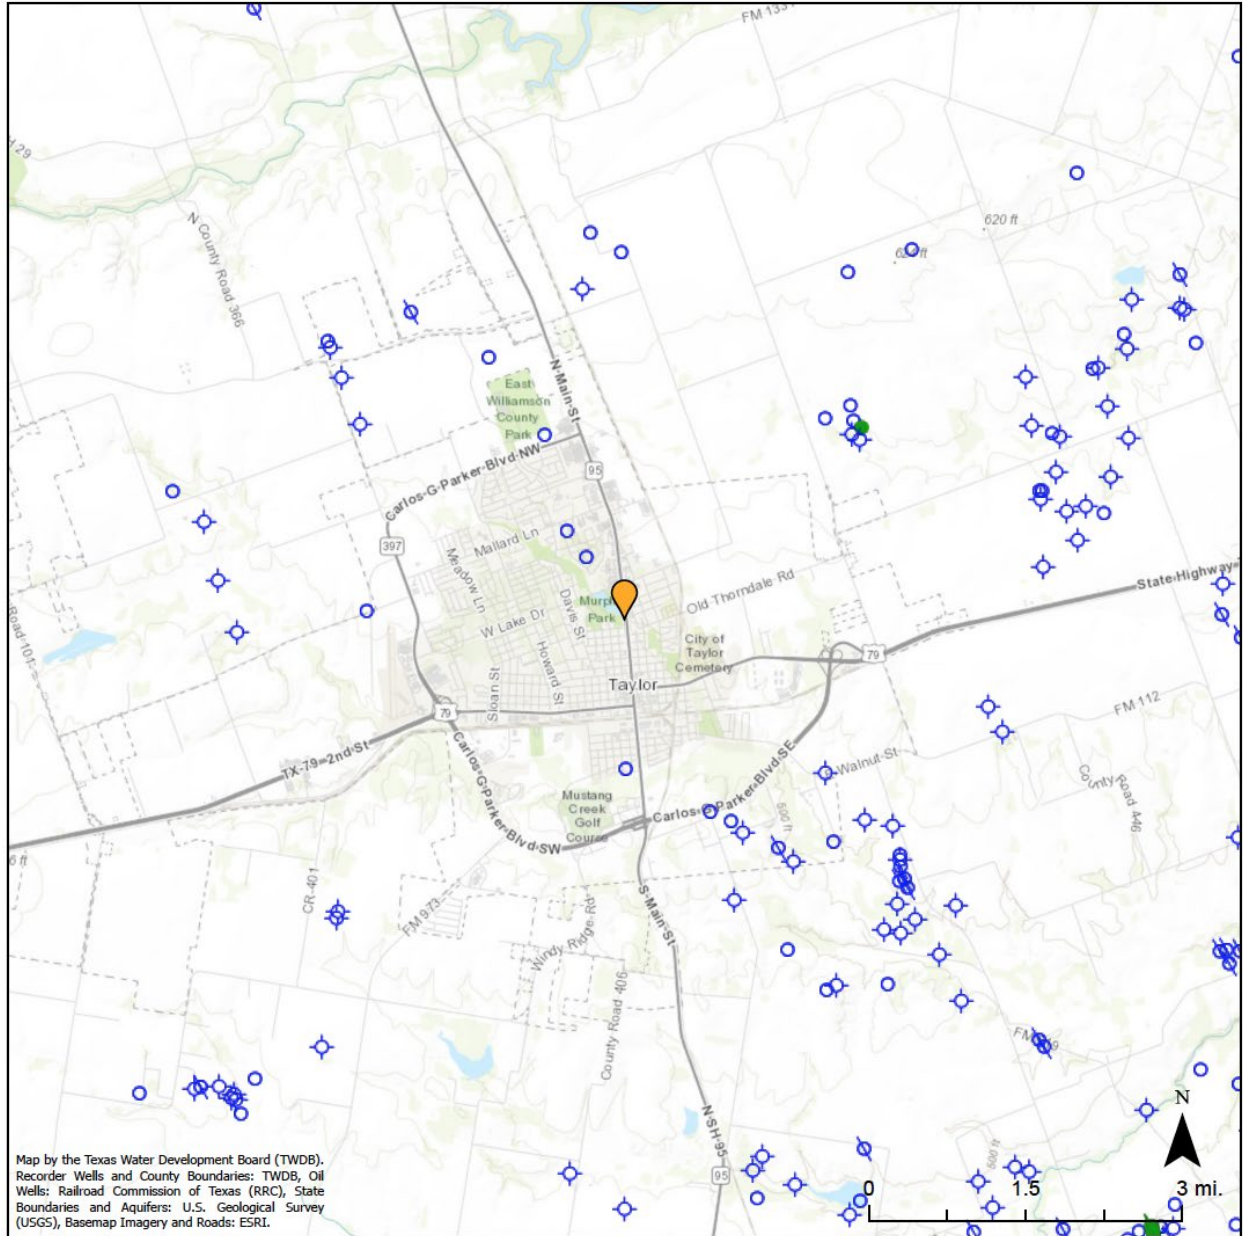 FM 1331
620 ft
N County Road 366
N Main St
East
Williamson
County
Park
Carlos G Parker Blvd NW
95
397
Mallard Ln
Meadow Ln
Davis St
W Lake Dr
Howard St
Sloan St
Park
Old Thorndale Rd
State Highway
City of
Taylor
Cemetery
79
Taylor
79
TX-79-2nd-St
Road 101
FM 112
Walnut St
County Road 446
500 ft
Carlos G Parker Blvd SE
Mustang
Creek
Golf
Course
Carlos G Parker Blvd SW
6 ft
CR-401
FM 973
S Main St
Windy Ridge Rd
County Road 406
N SH 95
95
500 ft
N
0 1.5 3 mi.
Map by the Texas Water Development Board (TWDB).
Recorder Wells and County Boundaries: TWDB, Oil
Wells: Railroad Commission of Texas (RRC), State
Boundaries and Aquifers: U.S. Geological Survey
(USGS), Basemap Imagery and Roads: ESRI.